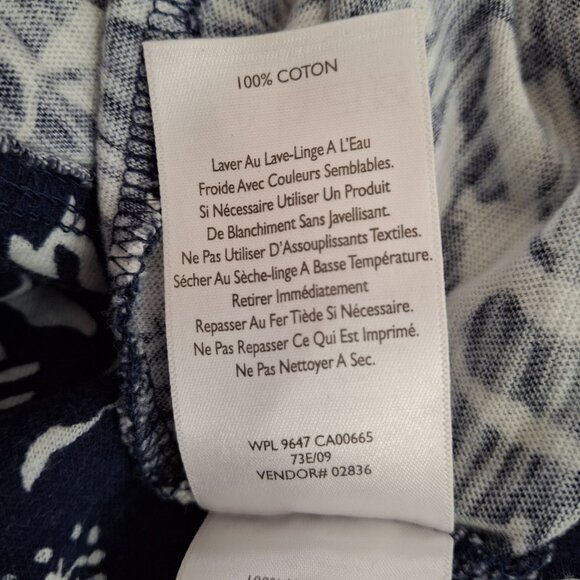 100% COTON
Laver Au Lave-Linge A L'Eau
Froide Avec Couleurs Semblables.
Si Nécessaire Utiliser Un Produit
De Blanchiment Sans Javellisant.
Ne Pas Utiliser D'Assouplissants Textiles.
Sécher Au Sèche-linge A Basse Température.
Retirer Immédiatement
Repasser Au Fer Tiède Si Nécessaire.
Ne Pas Repasser Ce Qui Est Imprimé.
Ne Pas Nettoyer A Sec.
WPL 9647 CA00665
73E/09
VENDOR# 02836
100%